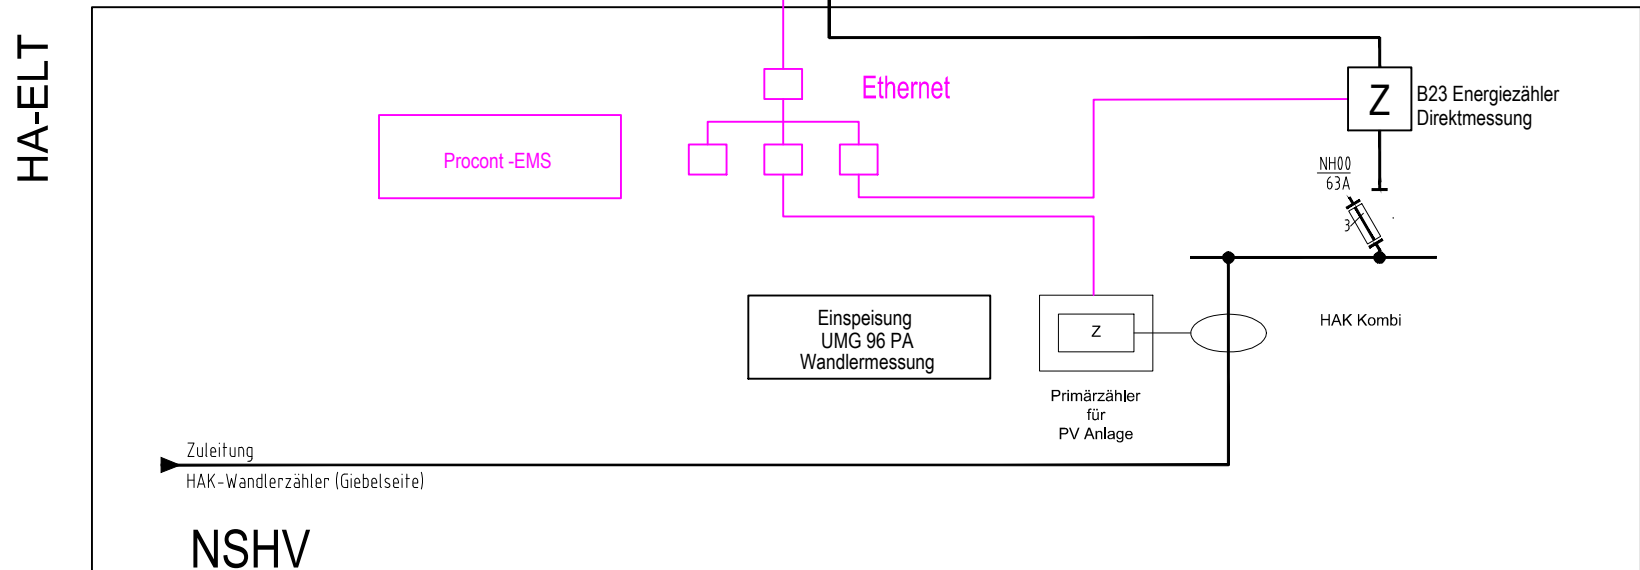 HA-ELT
Ethernet
Procont -EMS
Z
B23 Energiezähler
Direktmessung
NH00
63A
3
Einspeisung
UMG 96 PA
Wandlermessung
Z
HAK Kombi
Primärzähler
für
PV Anlage
Zuleitung
HAK-Wandlerzähler (Giebelseite)
NSHV